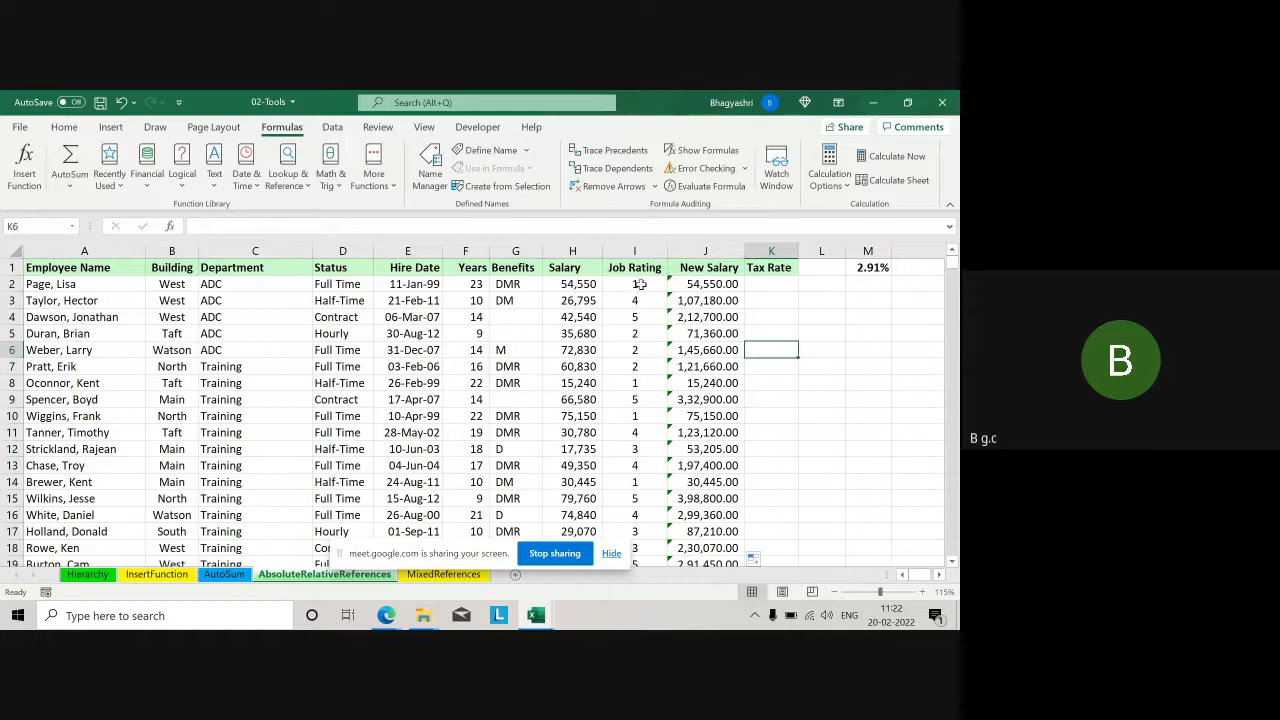 AutoSave Off 02-Tools Search (Alt+Q) Bhagyashri B
File Home Insert Draw Page Layout Formulas Data Review View Developer Help Share Comments
Insert Function
AutoSum
Recently Used
Financial
Logical
Text
Date & Time
Lookup & Reference
Math & Trig
More Functions
Function Library
Name Manager
Define Name
Use in Formula
Create from Selection
Defined Names
Trace Precedents
Trace Dependents
Remove Arrows
Show Formulas
Error Checking
Evaluate Formula
Formula Auditing
Watch Window
Calculation Options
Calculate Now
Calculate Sheet
Calculation
K6 fx
A B C D E F G H I J K L M
1 Employee Name Building Department Status Hire Date Years Benefits Salary Job Rating New Salary Tax Rate 2.91%
2 Page, Lisa West ADC Full Time 11-Jan-99 23 DMR 54,550 1 54,550.00
3 Taylor, Hector West ADC Half-Time 21-Feb-11 10 DM 26,795 4 1,07,180.00
4 Dawson, Jonathan West ADC Contract 06-Mar-07 14 42,540 5 2,12,700.00
5 Duran, Brian Taft ADC Hourly 30-Aug-12 9 35,680 2 71,360.00
6 Weber, Larry Watson ADC Full Time 31-Dec-07 14 M 72,830 2 1,45,660.00
7 Pratt, Erik North Training Full Time 03-Feb-06 16 DMR 60,830 2 1,21,660.00
8 Oconnor, Kent Taft Training Half-Time 26-Feb-99 22 DMR 15,240 1 15,240.00
9 Spencer, Boyd Main Training Contract 17-Apr-07 14 66,580 5 3,32,900.00
10 Wiggins, Frank North Training Full Time 10-Apr-99 22 DMR 75,150 1 75,150.00
11 Tanner, Timothy Taft Training Full Time 28-May-02 19 DMR 30,780 4 1,23,120.00
12 Strickland, Rajean Main Training Half-Time 10-Jun-03 18 D 17,735 3 53,205.00
13 Chase, Troy Main Training Full Time 04-Jun-04 17 DMR 49,350 4 1,97,400.00
14 Brewer, Kent Main Training Half-Time 24-Aug-11 10 DM 30,445 1 30,445.00
15 Wilkins, Jesse North Training Full Time 15-Aug-12 9 DMR 79,760 5 3,98,800.00
16 White, Daniel Watson Training Full Time 26-Aug-00 21 D 74,840 4 2,99,360.00
17 Holland, Donald South Training Hourly 01-Sep-11 10 DMR 29,070 3 87,210.00
18 Rowe, Ken West Training 3 2,30,070.00
19 Burton, Cam West Training 5 2,91,450.00
meet.google.com is sharing your screen. Stop sharing Hide
Hierarchy InsertFunction AutoSum AbsoluteRelativeReferences MixedReferences
Ready 115%
Type here to search ENG 11:22
20-02-2022
B
B g.c